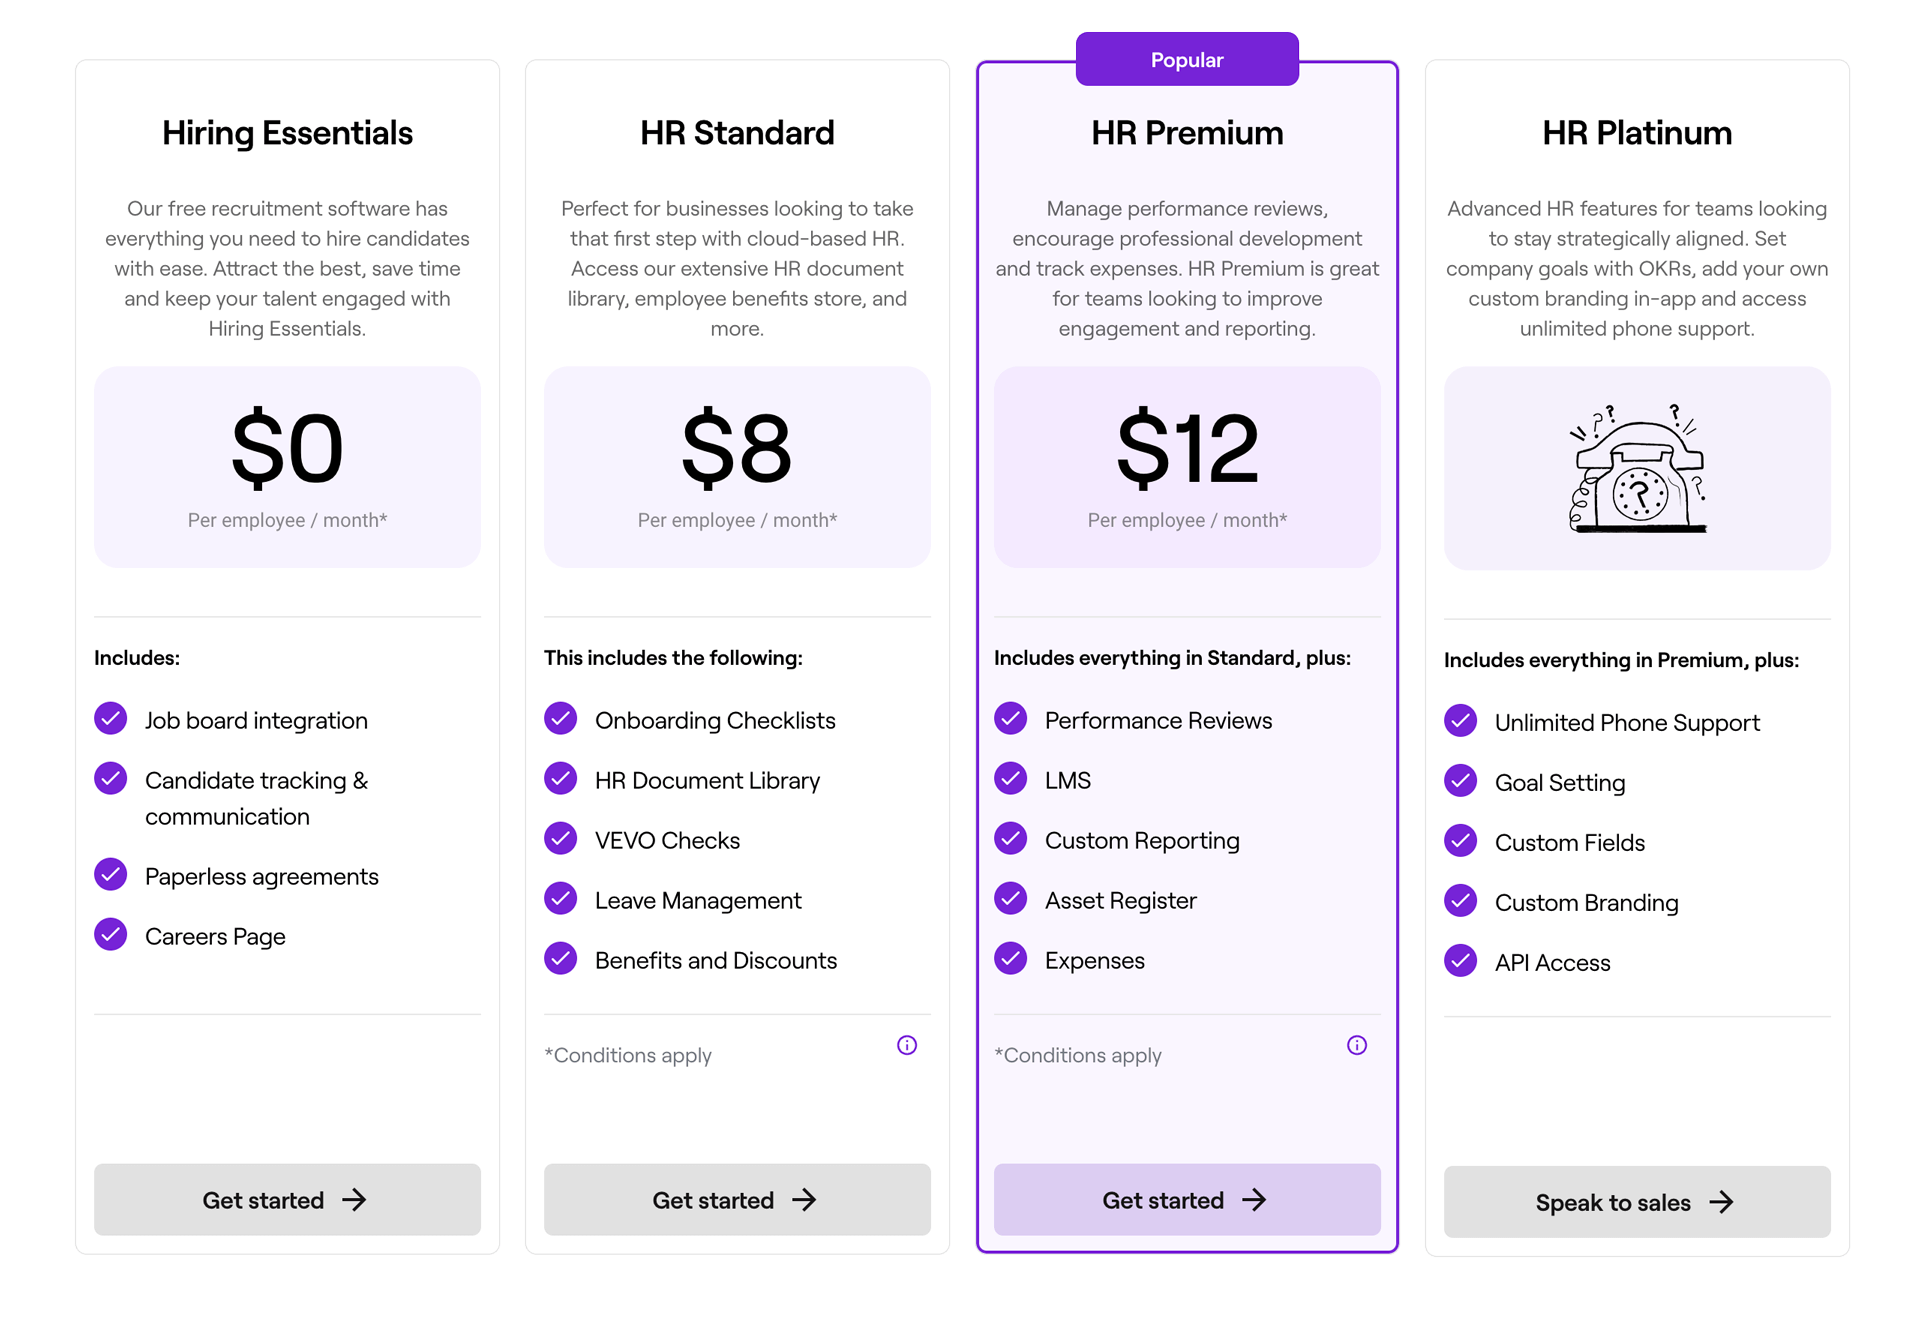 Popular
Hiring Essentials
Our free recruitment software has
everything you need to hire candidates
with ease. Attract the best, save time
and keep your talent engaged with
Hiring Essentials.
$0
Per employee / month*
Includes:
Job board integration
Candidate tracking &
communication
Paperless agreements
Careers Page
Get started
HR Standard
Perfect for businesses looking to take
that first step with cloud-based HR.
Access our extensive HR document
library, employee benefits store, and
more.
$8
Per employee / month*
This includes the following:
Onboarding Checklists
HR Document Library
VEVO Checks
Leave Management
Benefits and Discounts
*Conditions apply
Get started
HR Premium
Manage performance reviews,
encourage professional development
and track expenses. HR Premium is great
for teams looking to improve
engagement and reporting.
$12
Per employee / month*
Includes everything in Standard, plus:
Performance Reviews
LMS
Custom Reporting
Asset Register
Expenses
*Conditions apply
Get started
HR Platinum
Advanced HR features for teams looking
to stay strategically aligned. Set
company goals with OKRs, add your own
custom branding in-app and access
unlimited phone support.
? ? ?
? ?
Includes everything in Premium, plus:
Unlimited Phone Support
Goal Setting
Custom Fields
Custom Branding
API Access
Speak to sales